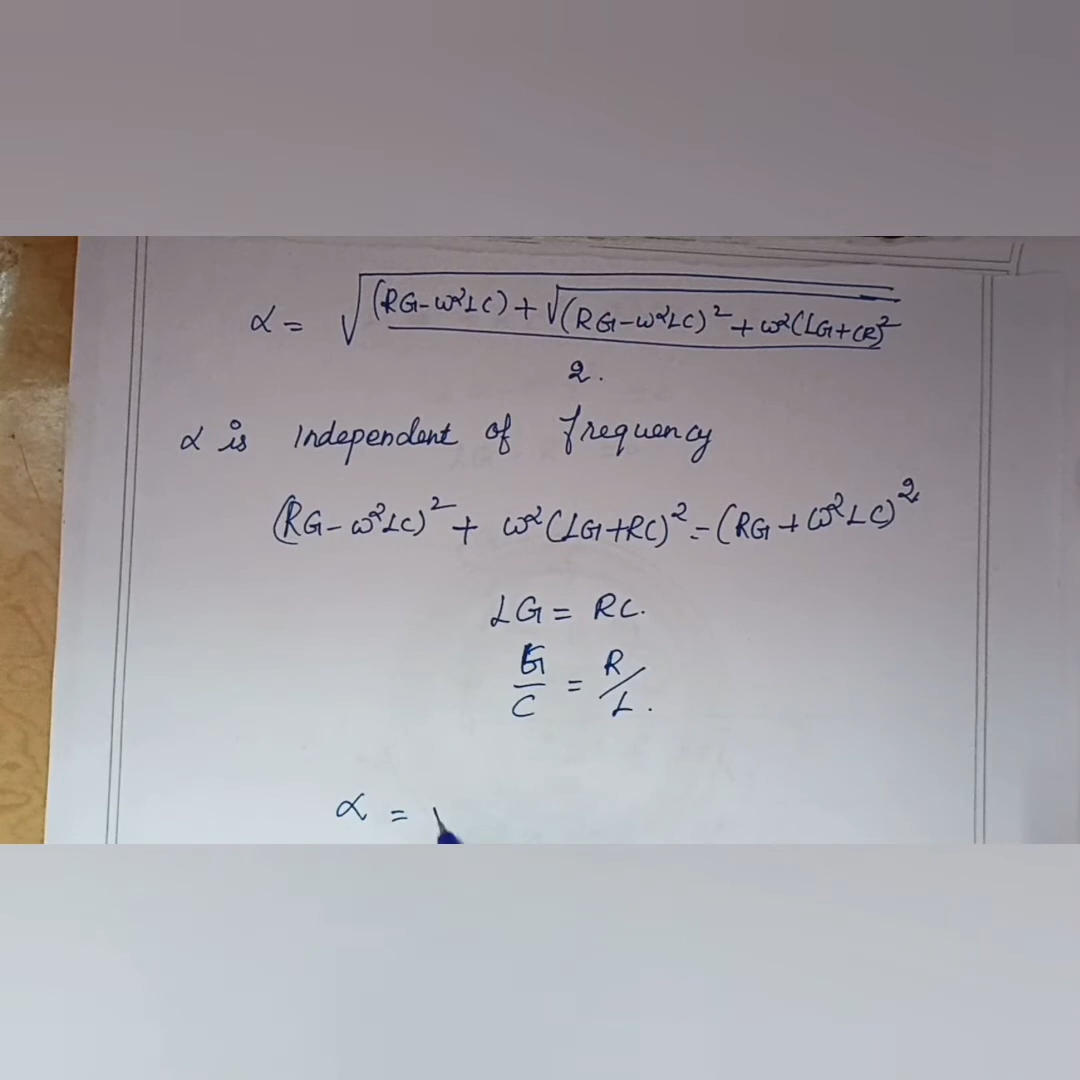 α = √((RG-ω²LC) + √((RG-ω²LC)² + ω²(LG+CR)²
2.
α is Independent of frequency
(RG-ω²LC)² + ω²(LG+RC)² = (RG+ω²LC)²
LG = RC.
G/C = R/L.
α =